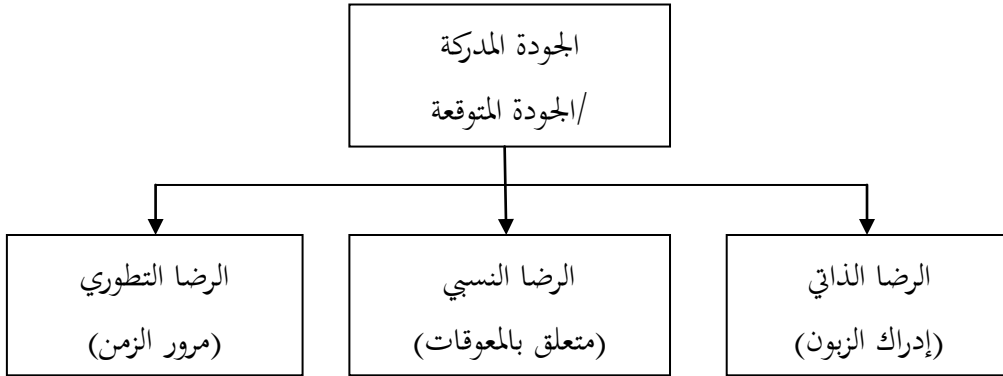 الجودة المدركة
/الجودة المتوقعة
الرضا الذاتي
(إدراك الزبون)
الرضا النسبي
(متعلق بالمعوقات)
الرضا التطوري
(مرور الزمن)